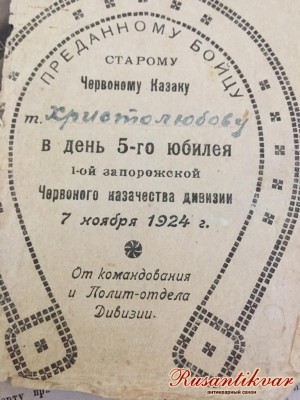 ПРЕДАННОМУ БОЙЦУ
СТАРОМУ
Червоному Казаку
т. Христолюбову
в день 5-го юбилея
1-ой запорожской
Червоного казачества дивизии
7 ноября 1924 г.
От командования
и Полит-отдела
Дивизии.
Rusantikvar
антикварный салон